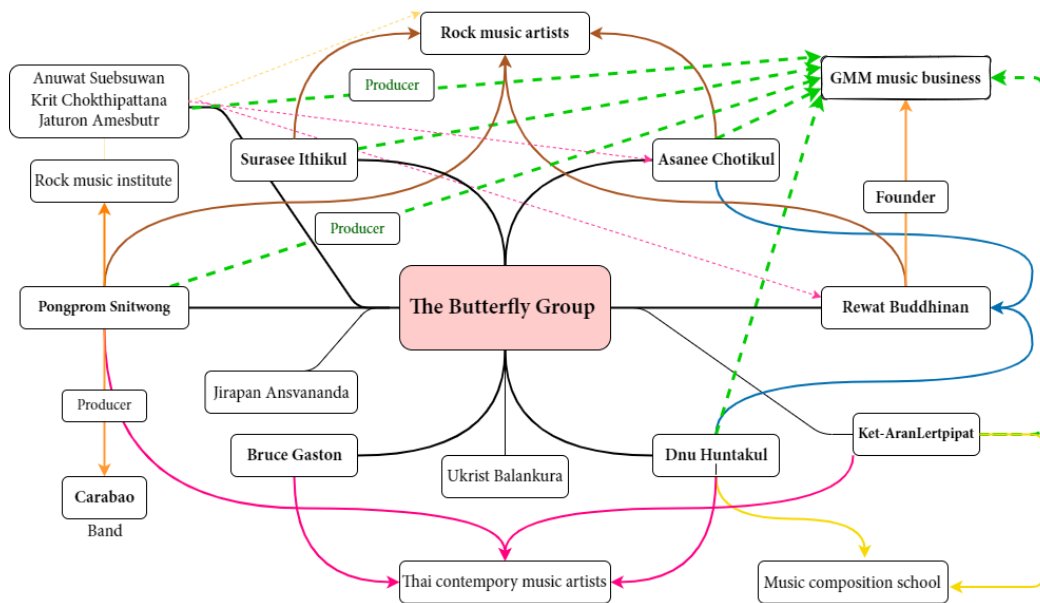 Rock music artists
Anuwat Suebsuwan
Krit Chokthipattana
Jaturon Amesbutr
Producer
GMM music business
Surasee Ithikul
Asanee Chotikul
Rock music institute
Founder
Producer
Pongprom Snitwong
The Butterfly Group
Rewat Buddhinan
Jirapan Ansvananda
Producer
Ket-AranLertpipat
Bruce Gaston
Dnu Huntakul
Ukrist Balankura
Carabao
Band
Thai contempory music artists
Music composition school